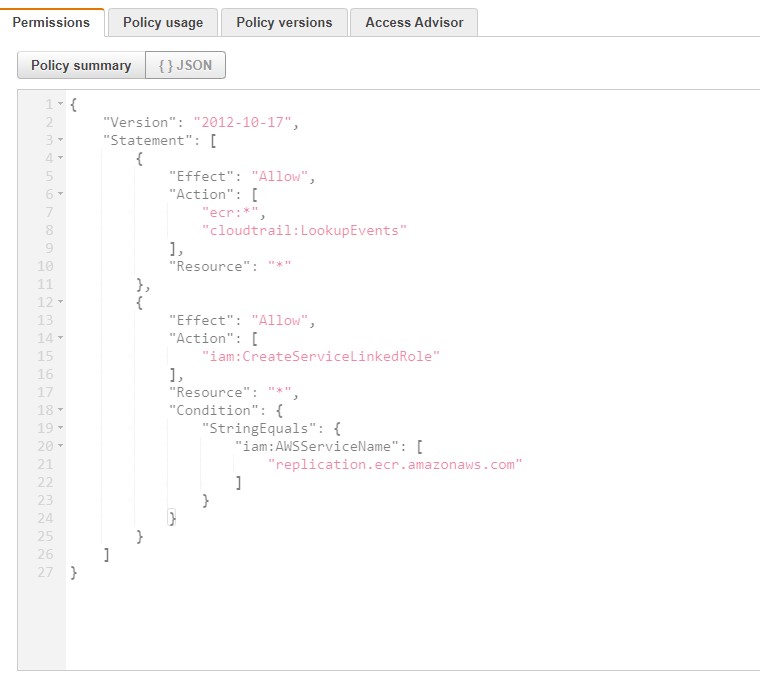 Permissions Policy usage Policy versions Access Advisor
Policy summary { } JSON
1 {
2     "Version": "2012-10-17",
3     "Statement": [
4         {
5             "Effect": "Allow",
6             "Action": [
7                 "ecr:*",
8                 "cloudtrail:LookupEvents"
9             ],
10             "Resource": "*"
11         },
12         {
13             "Effect": "Allow",
14             "Action": [
15                 "iam:CreateServiceLinkedRole"
16             ],
17             "Resource": "*",
18             "Condition": {
19                 "StringEquals": {
20                     "iam:AWSServiceName": [
21                         "replication.ecr.amazonaws.com"
22                     ]
23                 }
24             }
25         }
26     ]
27 }